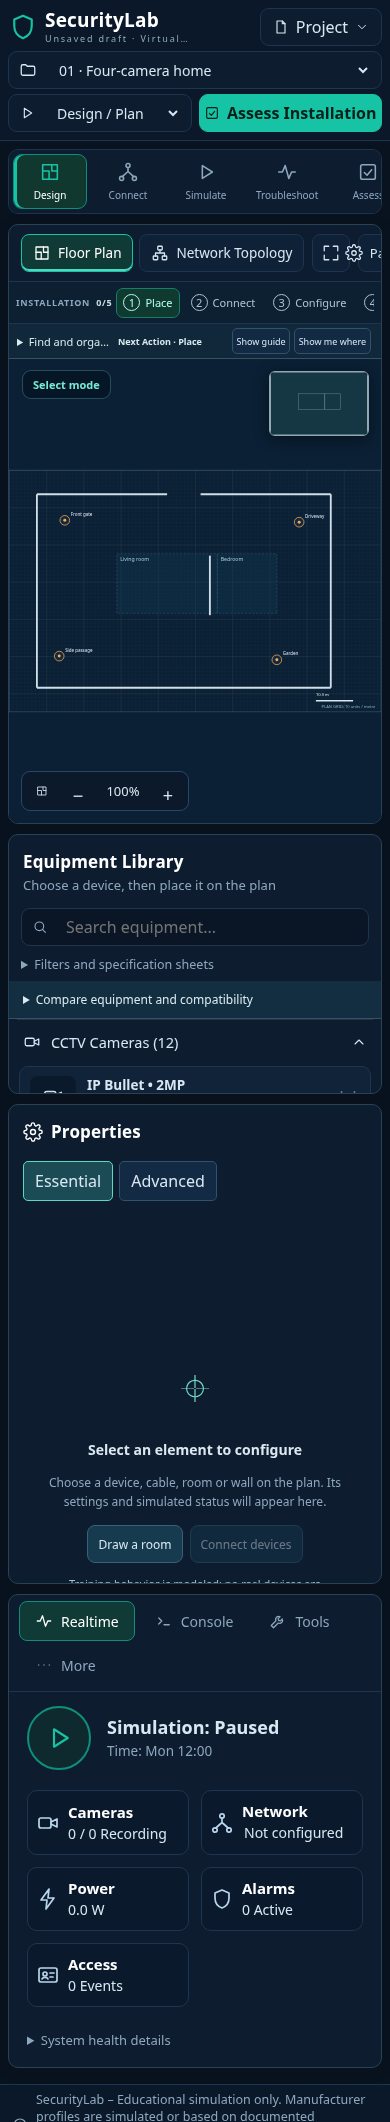 SecurityLab
Unsaved draft · Virtual…
Project
01 · Four-camera home
Design / Plan
Assess Installation
Design
Connect
Simulate
Troubleshoot
Assess
Floor Plan
Network Topology
INSTALLATION 0/5
1 Place
2 Connect
3 Configure
Find and orga...
Next Action · Place
Show guide
Show me where
Select mode
Front gate
Driveway
Living room
Bedroom
Side passage
Garden
100%
Equipment Library
Choose a device, then place it on the plan
Search equipment...
Filters and specification sheets
Compare equipment and compatibility
CCTV Cameras (12)
IP Bullet • 2MP
Properties
Essential
Advanced
Select an element to configure
Choose a device, cable, room or wall on the plan. Its
settings and simulated status will appear here.
Draw a room
Connect devices
Realtime
Console
Tools
··· More
Simulation: Paused
Time: Mon 12:00
Cameras
0 / 0 Recording
Network
Not configured
Power
0.0 W
Alarms
0 Active
Access
0 Events
System health details
SecurityLab – Educational simulation only. Manufacturer
profiles are simulated or based on documented